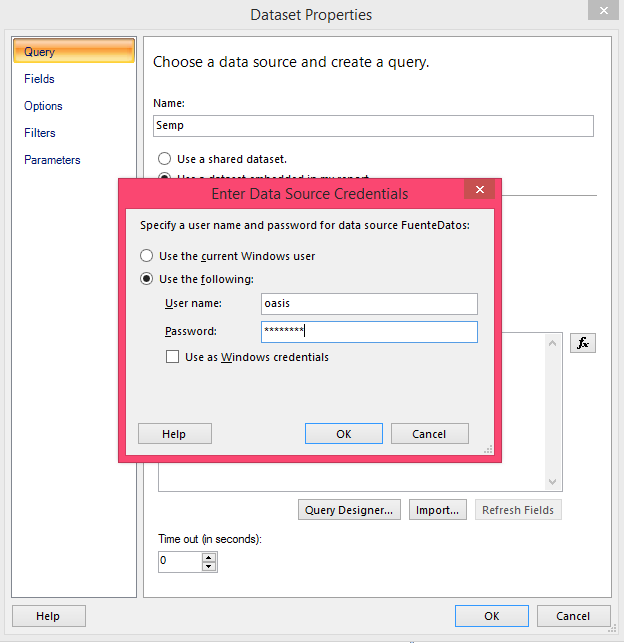 Dataset Properties
Query
Fields
Options
Filters
Parameters
Choose a data source and create a query.
Name:
Semp
Use a shared dataset.
Use a dataset embedded in my report.
Enter Data Source Credentials
Specify a user name and password for data source FuenteDatos:
Use the current Windows user
Use the following:
User name:
oasis
Password:
********
Use as Windows credentials
Help
OK
Cancel
fx
Query Designer...
Import...
Refresh Fields
Time out (in seconds):
0
Help
OK
Cancel